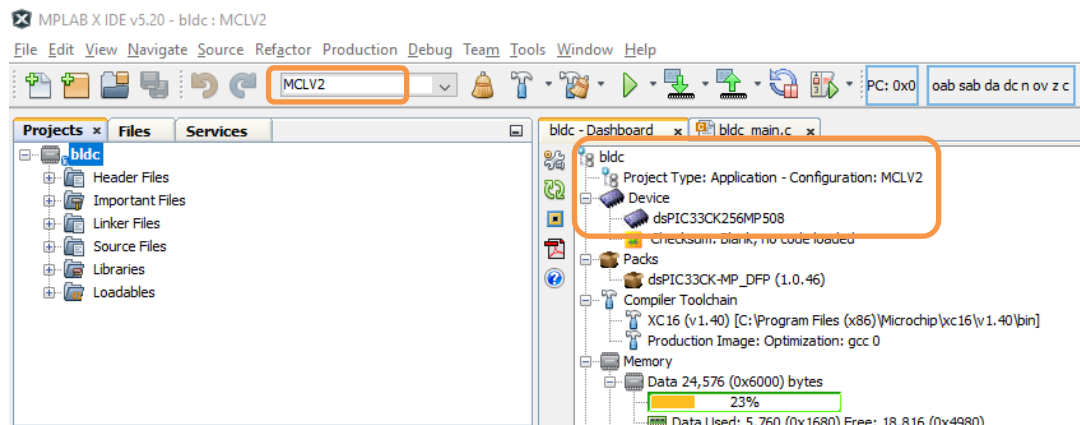 MPLAB X IDE v5.20 - bldc : MCLV2
File Edit View Navigate Source Refactor Production Debug Team Tools Window Help
MCLV2
PC: 0x0
oab sab da dc n ov z c
Projects x Files Services
bldc
Header Files
Important Files
Linker Files
Source Files
Libraries
Loadables
bldc - Dashboard x bldc_main.c x
bldc
Project Type: Application - Configuration: MCLV2
Device
dsPIC33CK256MP508
Checksum: Blank, no code loaded
Packs
dsPIC33CK-MP_DFP (1.0.46)
Compiler Toolchain
XC16 (v1.40) [C:\Program Files (x86)\Microchip\xc16\v1.40\bin]
Production Image: Optimization: gcc 0
Memory
Data 24,576 (0x6000) bytes
23%
Data Used: 5,760 (0x1680) Free: 18,816 (0x4980)